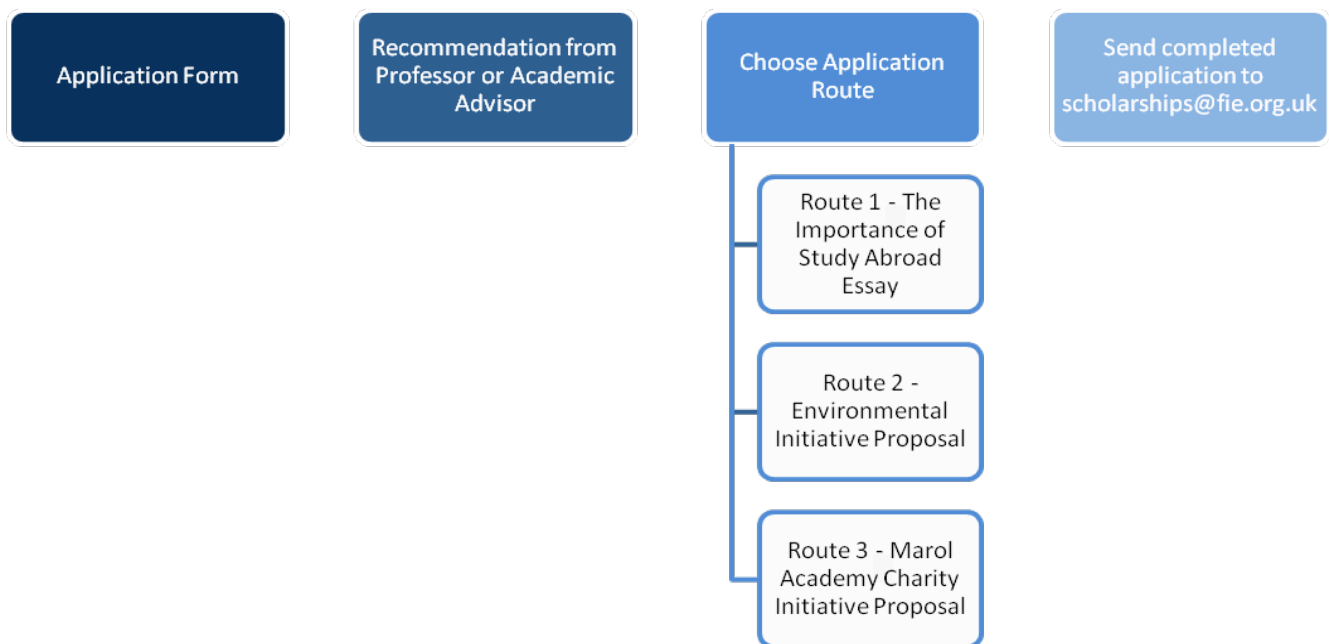 Application Form
Recommendation from
Professor or Academic
Advisor
Choose Application
Route
Send completed
application to
scholarships@fie.org.uk
Route 1 - The
Importance of
Study Abroad
Essay
Route 2 -
Environmental
Initiative Proposal
Route 3 - Marol
Academy Charity
Initiative Proposal